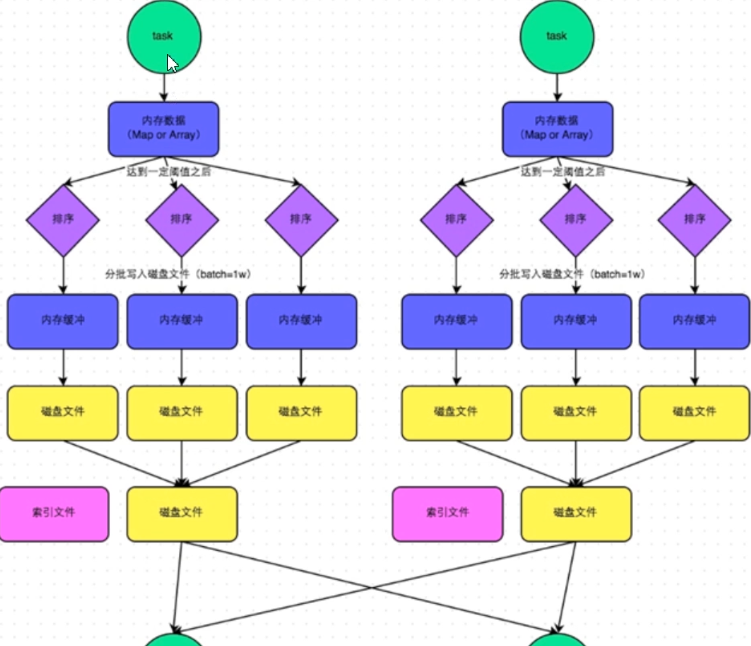 task
task
内存数据
（Map or Array）
内存数据
（Map or Array）
达到一定阈值之后
达到一定阈值之后
排序
排序
排序
排序
排序
排序
分批写入磁盘文件（batch=1w）
分批写入磁盘文件（batch=1w）
内存缓冲
内存缓冲
内存缓冲
内存缓冲
内存缓冲
内存缓冲
磁盘文件
磁盘文件
磁盘文件
磁盘文件
磁盘文件
磁盘文件
索引文件
磁盘文件
索引文件
磁盘文件